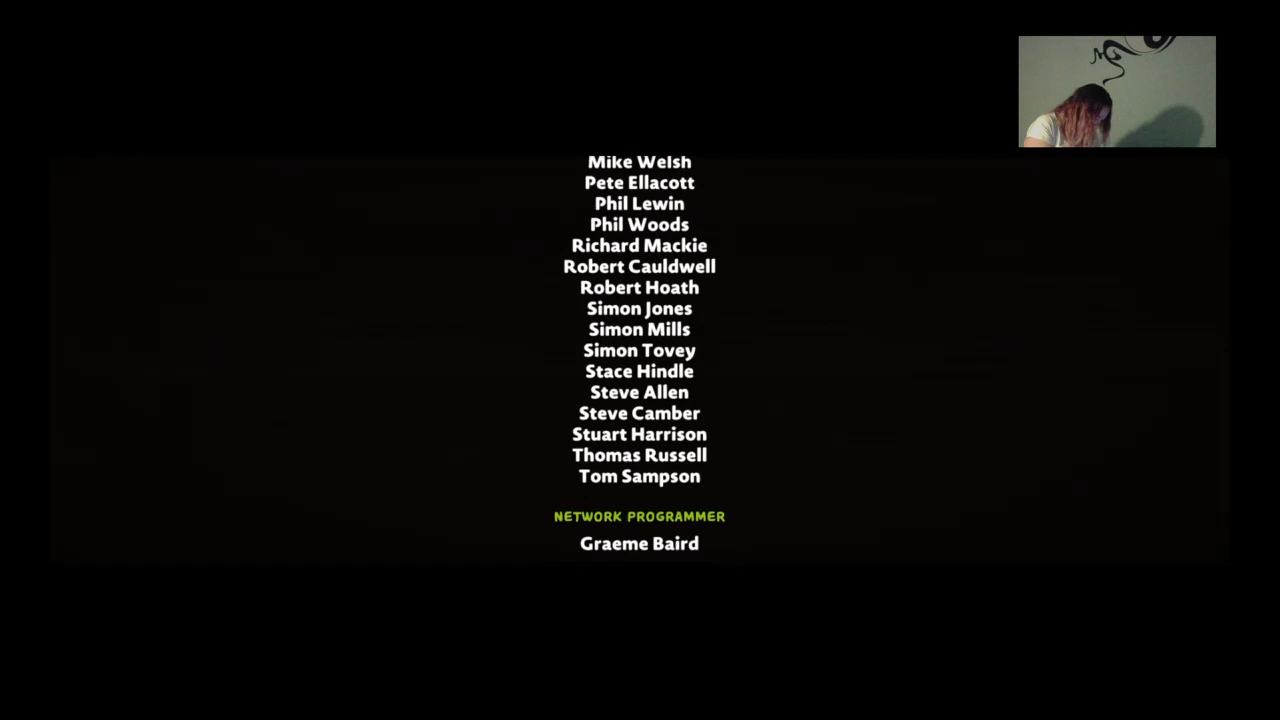 Mike Welsh
Pete Ellacott
Phil Lewin
Phil Woods
Richard Mackie
Robert Cauldwell
Robert Hoath
Simon Jones
Simon Mills
Simon Tovey
Stace Hindle
Steve Allen
Steve Camber
Stuart Harrison
Thomas Russell
Tom Sampson
NETWORK PROGRAMMER
Graeme Baird